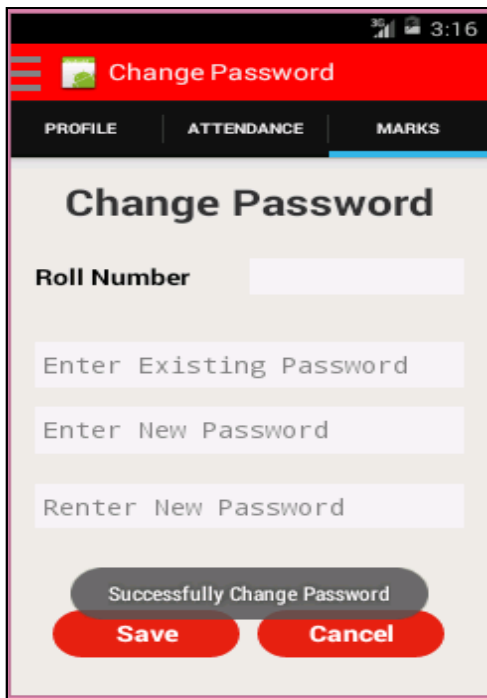 3G 3:16
Change Password
PROFILE ATTENDANCE MARKS
Change Password
Roll Number
Enter Existing Password
Enter New Password
Renter New Password
Successfully Change Password
Save Cancel